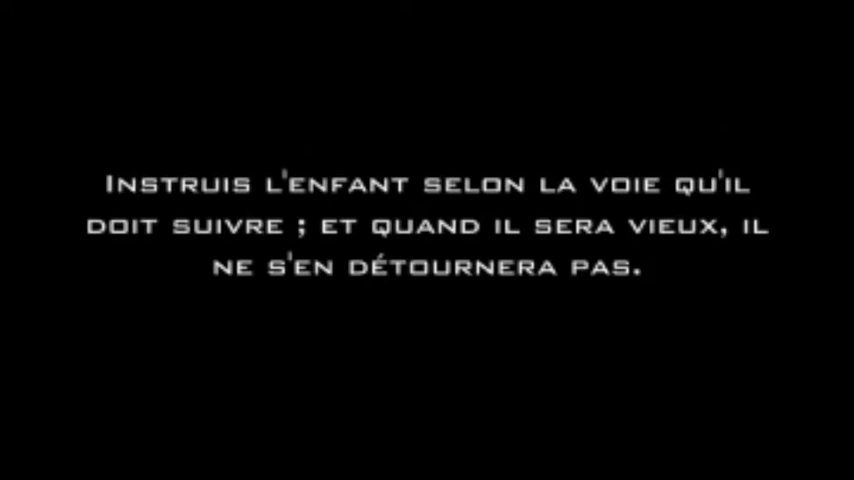 Instruis l'enfant selon la voie qu'il
doit suivre ; et quand il sera vieux, il
ne s'en détournera pas.